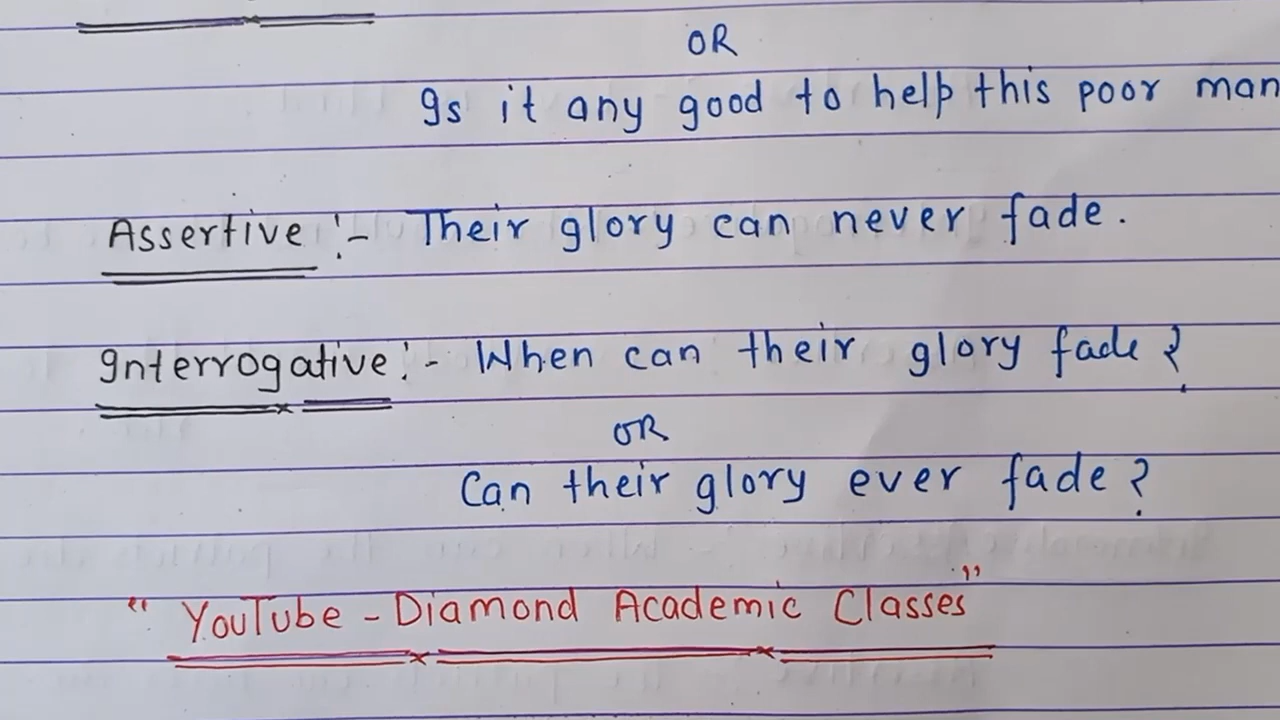 OR
Is it any good to help this poor man
Assertive :- Their glory can never fade.
Interrogative :- When can their glory fade ?
OR
Can their glory ever fade ?
" YouTube - Diamond Academic Classes "